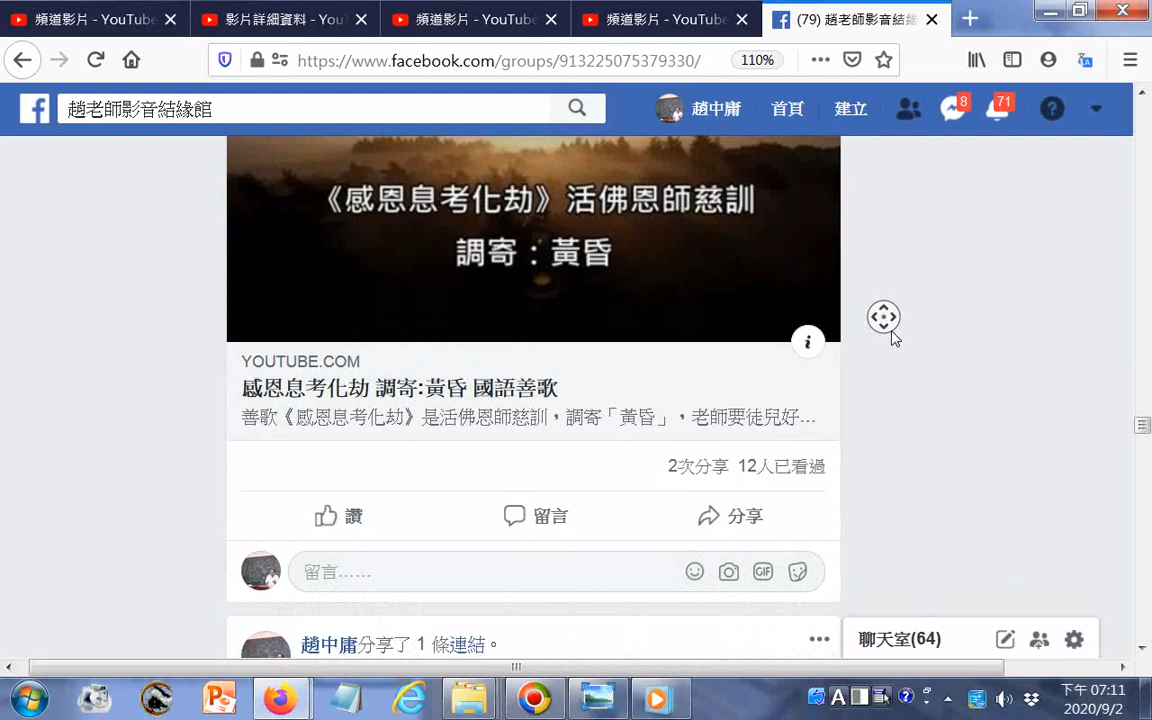 頻道影片 - YouTube
影片詳細資料 - You
頻道影片 - YouTube
頻道影片 - YouTube
(79) 趙老師影音結緣
https://www.facebook.com/groups/913225075379330/
110%
趙老師影音結緣館
趙中庸
首頁
建立
8
71
《感恩息考化劫》活佛恩師慈訓
調寄：黃昏
YOUTUBE.COM
感恩息考化劫 調寄:黃昏 國語善歌
善歌《感恩息考化劫》是活佛恩師慈訓，調寄「黃昏」，老師要徒兒好...
2次分享 12人已看過
讚
留言
分享
留言……
GIF
趙中庸分享了 1 條連結。
聊天室(64)
A
下午 07:11
2020/9/2